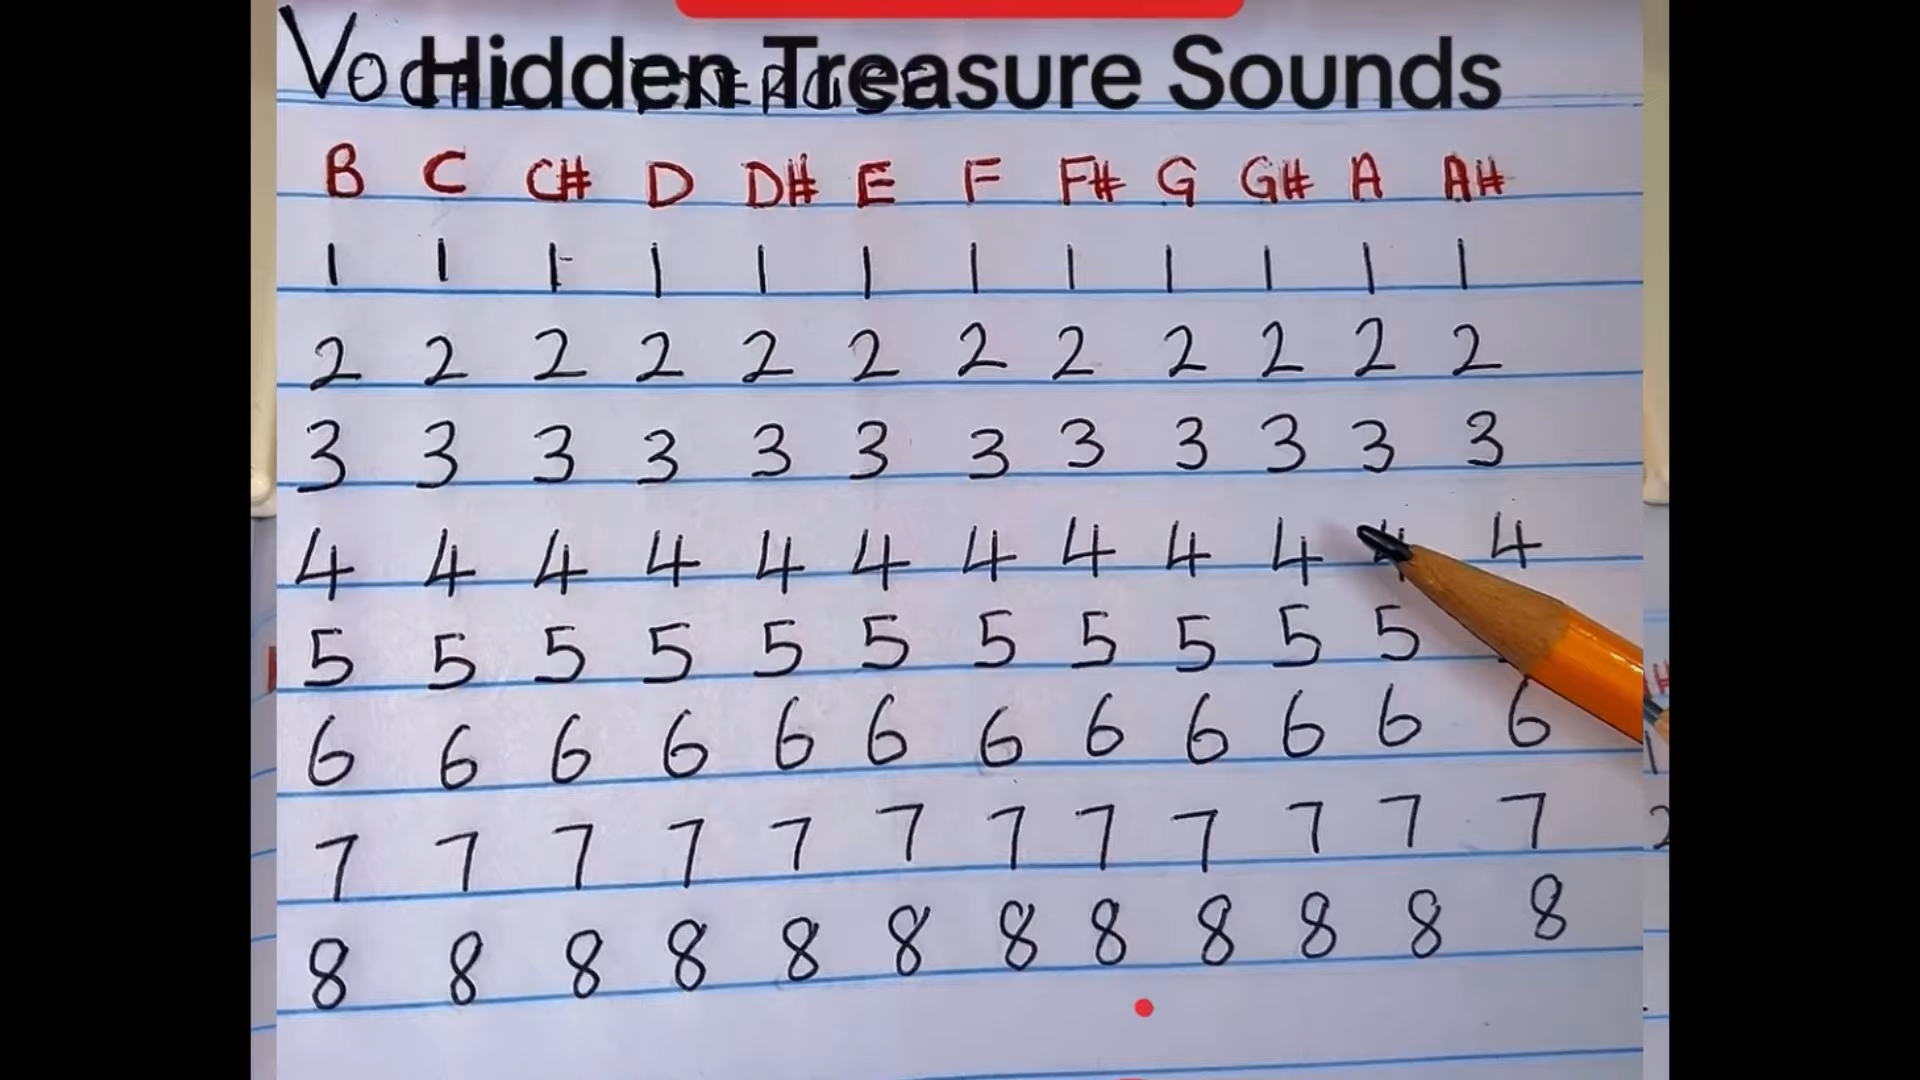 Hidden Treasure Sounds
B C C# D D# E F F# G G# A A#
1 1 1 1 1 1 1 1 1 1 1 1
2 2 2 2 2 2 2 2 2 2 2 2
3 3 3 3 3 3 3 3 3 3 3 3
4 4 4 4 4 4 4 4 4 4 4 4
5 5 5 5 5 5 5 5 5 5 5
6 6 6 6 6 6 6 6 6 6 6 6
7 7 7 7 7 7 7 7 7 7 7 7
8 8 8 8 8 8 8 8 8 8 8 8